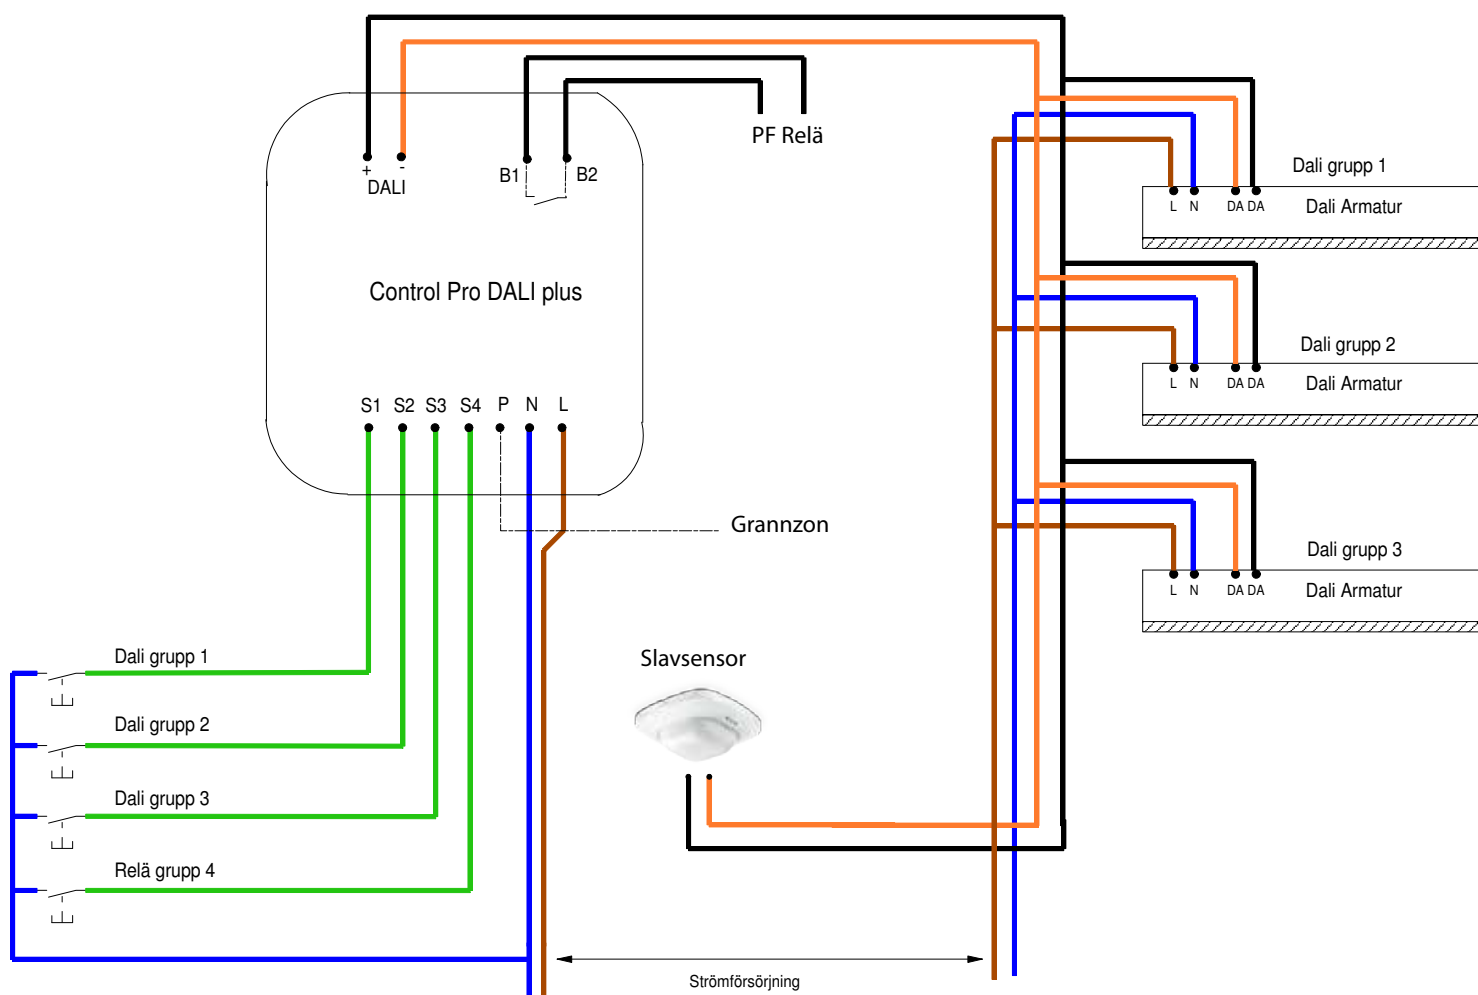 PF Relä
+ -
DALI
B1 B2
Control Pro DALI plus
S1 S2 S3 S4 P N L
Grannzon
Dali grupp 1
L N DA DA Dali Armatur
Dali grupp 2
L N DA DA Dali Armatur
Dali grupp 3
L N DA DA Dali Armatur
Dali grupp 1
Dali grupp 2
Dali grupp 3
Relä grupp 4
Slavsensor
Strömförsörjning